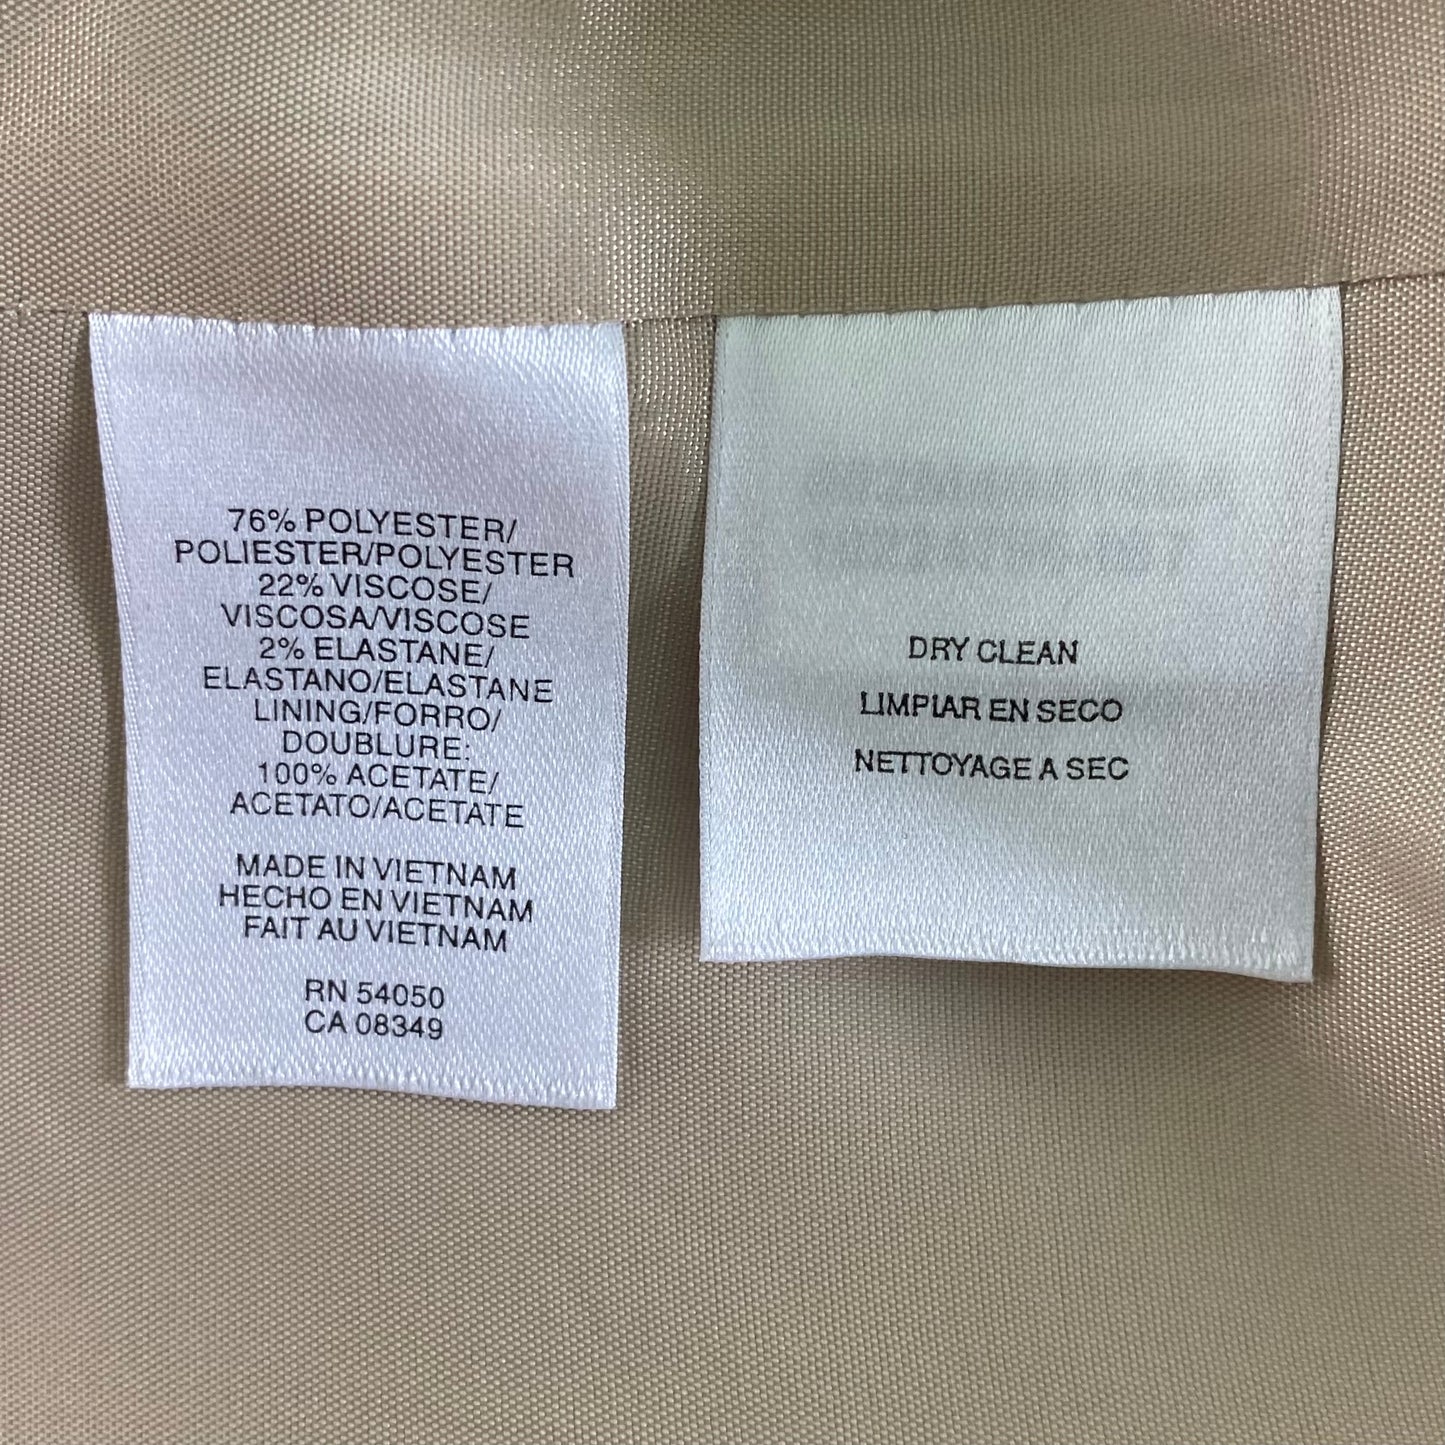 76% POLYESTER/
POLIESTER/POLYESTER
22% VISCOSE/
VISCOSA/VISCOSE
2% ELASTANE/
ELASTANO/ELASTANE
LINING/FORRO/
DOUBLURE:
100% ACETATE/
ACETATO/ACETATE
MADE IN VIETNAM
HECHO EN VIETNAM
FAIT AU VIETNAM
RN 54050
CA 08349
DRY CLEAN
LIMPIAR EN SECO
NETTOYAGE A SEC